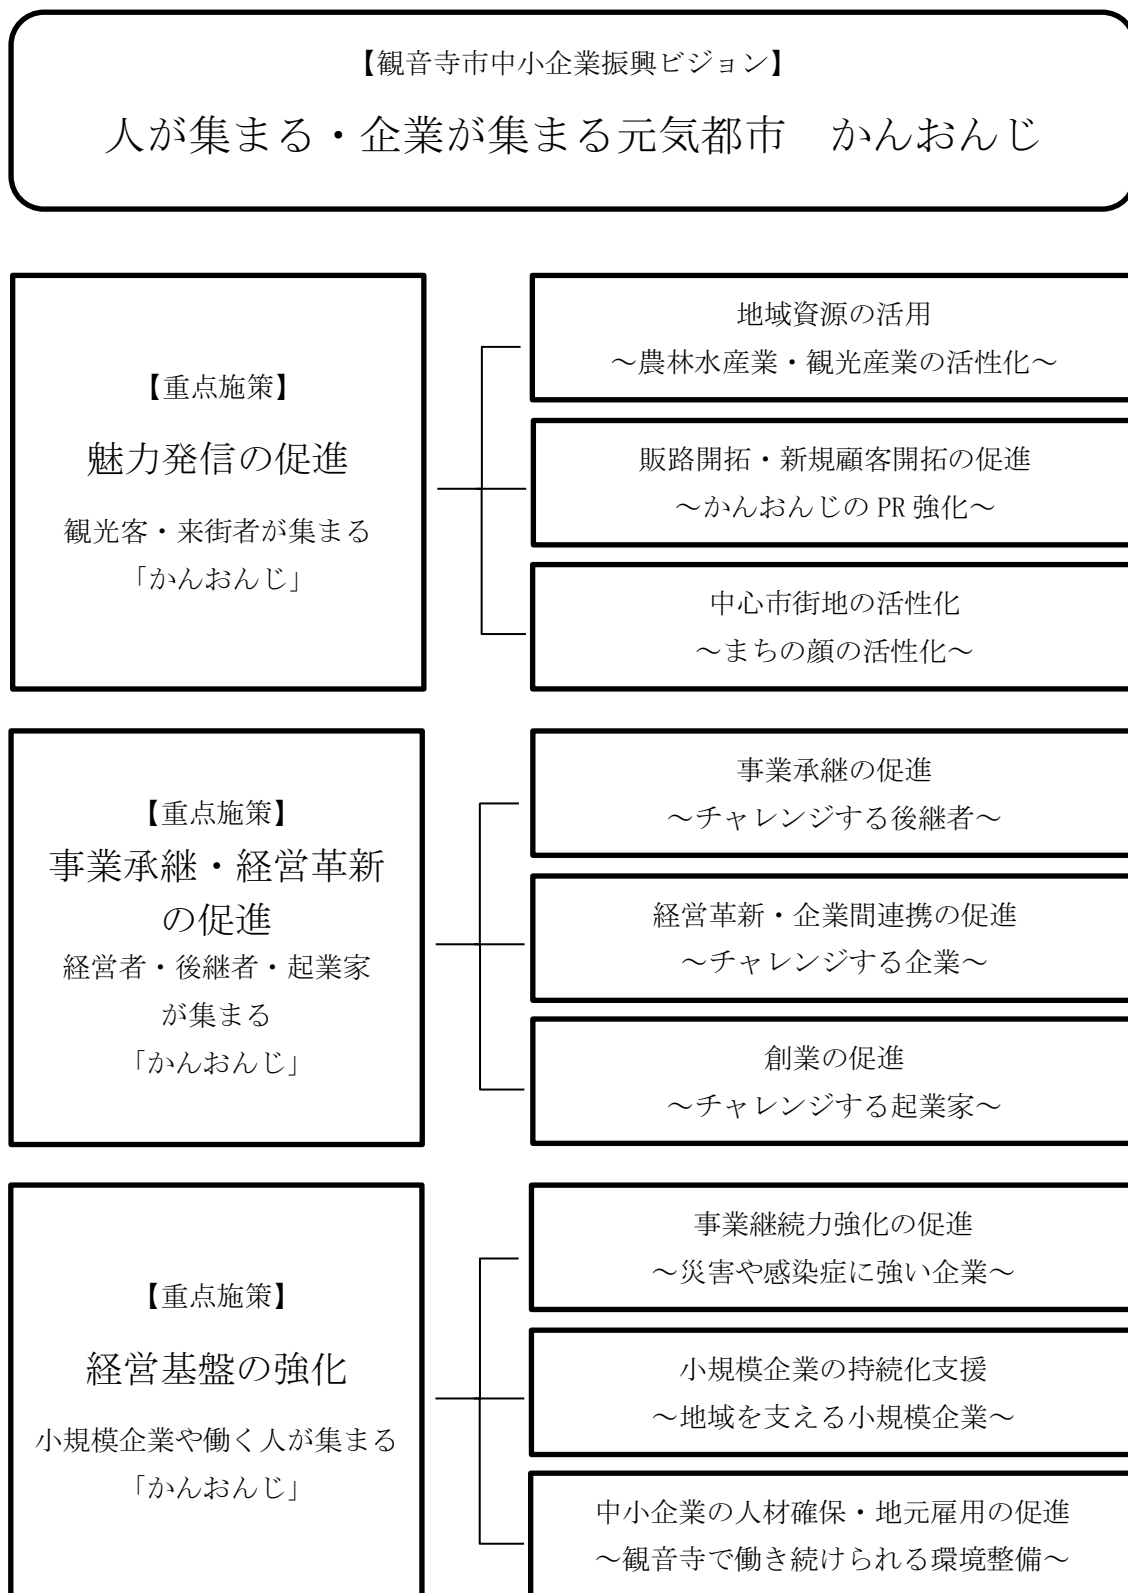 【観音寺市中小企業振興ビジョン】
人が集まる・企業が集まる元気都市　かんおんじ
【重点施策】
魅力発信の促進
観光客・来街者が集まる
「かんおんじ」
地域資源の活用
～農林水産業・観光産業の活性化～
販路開拓・新規顧客開拓の促進
～かんおんじの PR 強化～
中心市街地の活性化
～まちの顔の活性化～
【重点施策】
事業承継・経営革新
の促進
経営者・後継者・起業家
が集まる
「かんおんじ」
事業承継の促進
～チャレンジする後継者～
経営革新・企業間連携の促進
～チャレンジする企業～
創業の促進
～チャレンジする起業家～
【重点施策】
経営基盤の強化
小規模企業や働く人が集まる
「かんおんじ」
事業継続力強化の促進
～災害や感染症に強い企業～
小規模企業の持続化支援
～地域を支える小規模企業～
中小企業の人材確保・地元雇用の促進
～観音寺で働き続けられる環境整備～